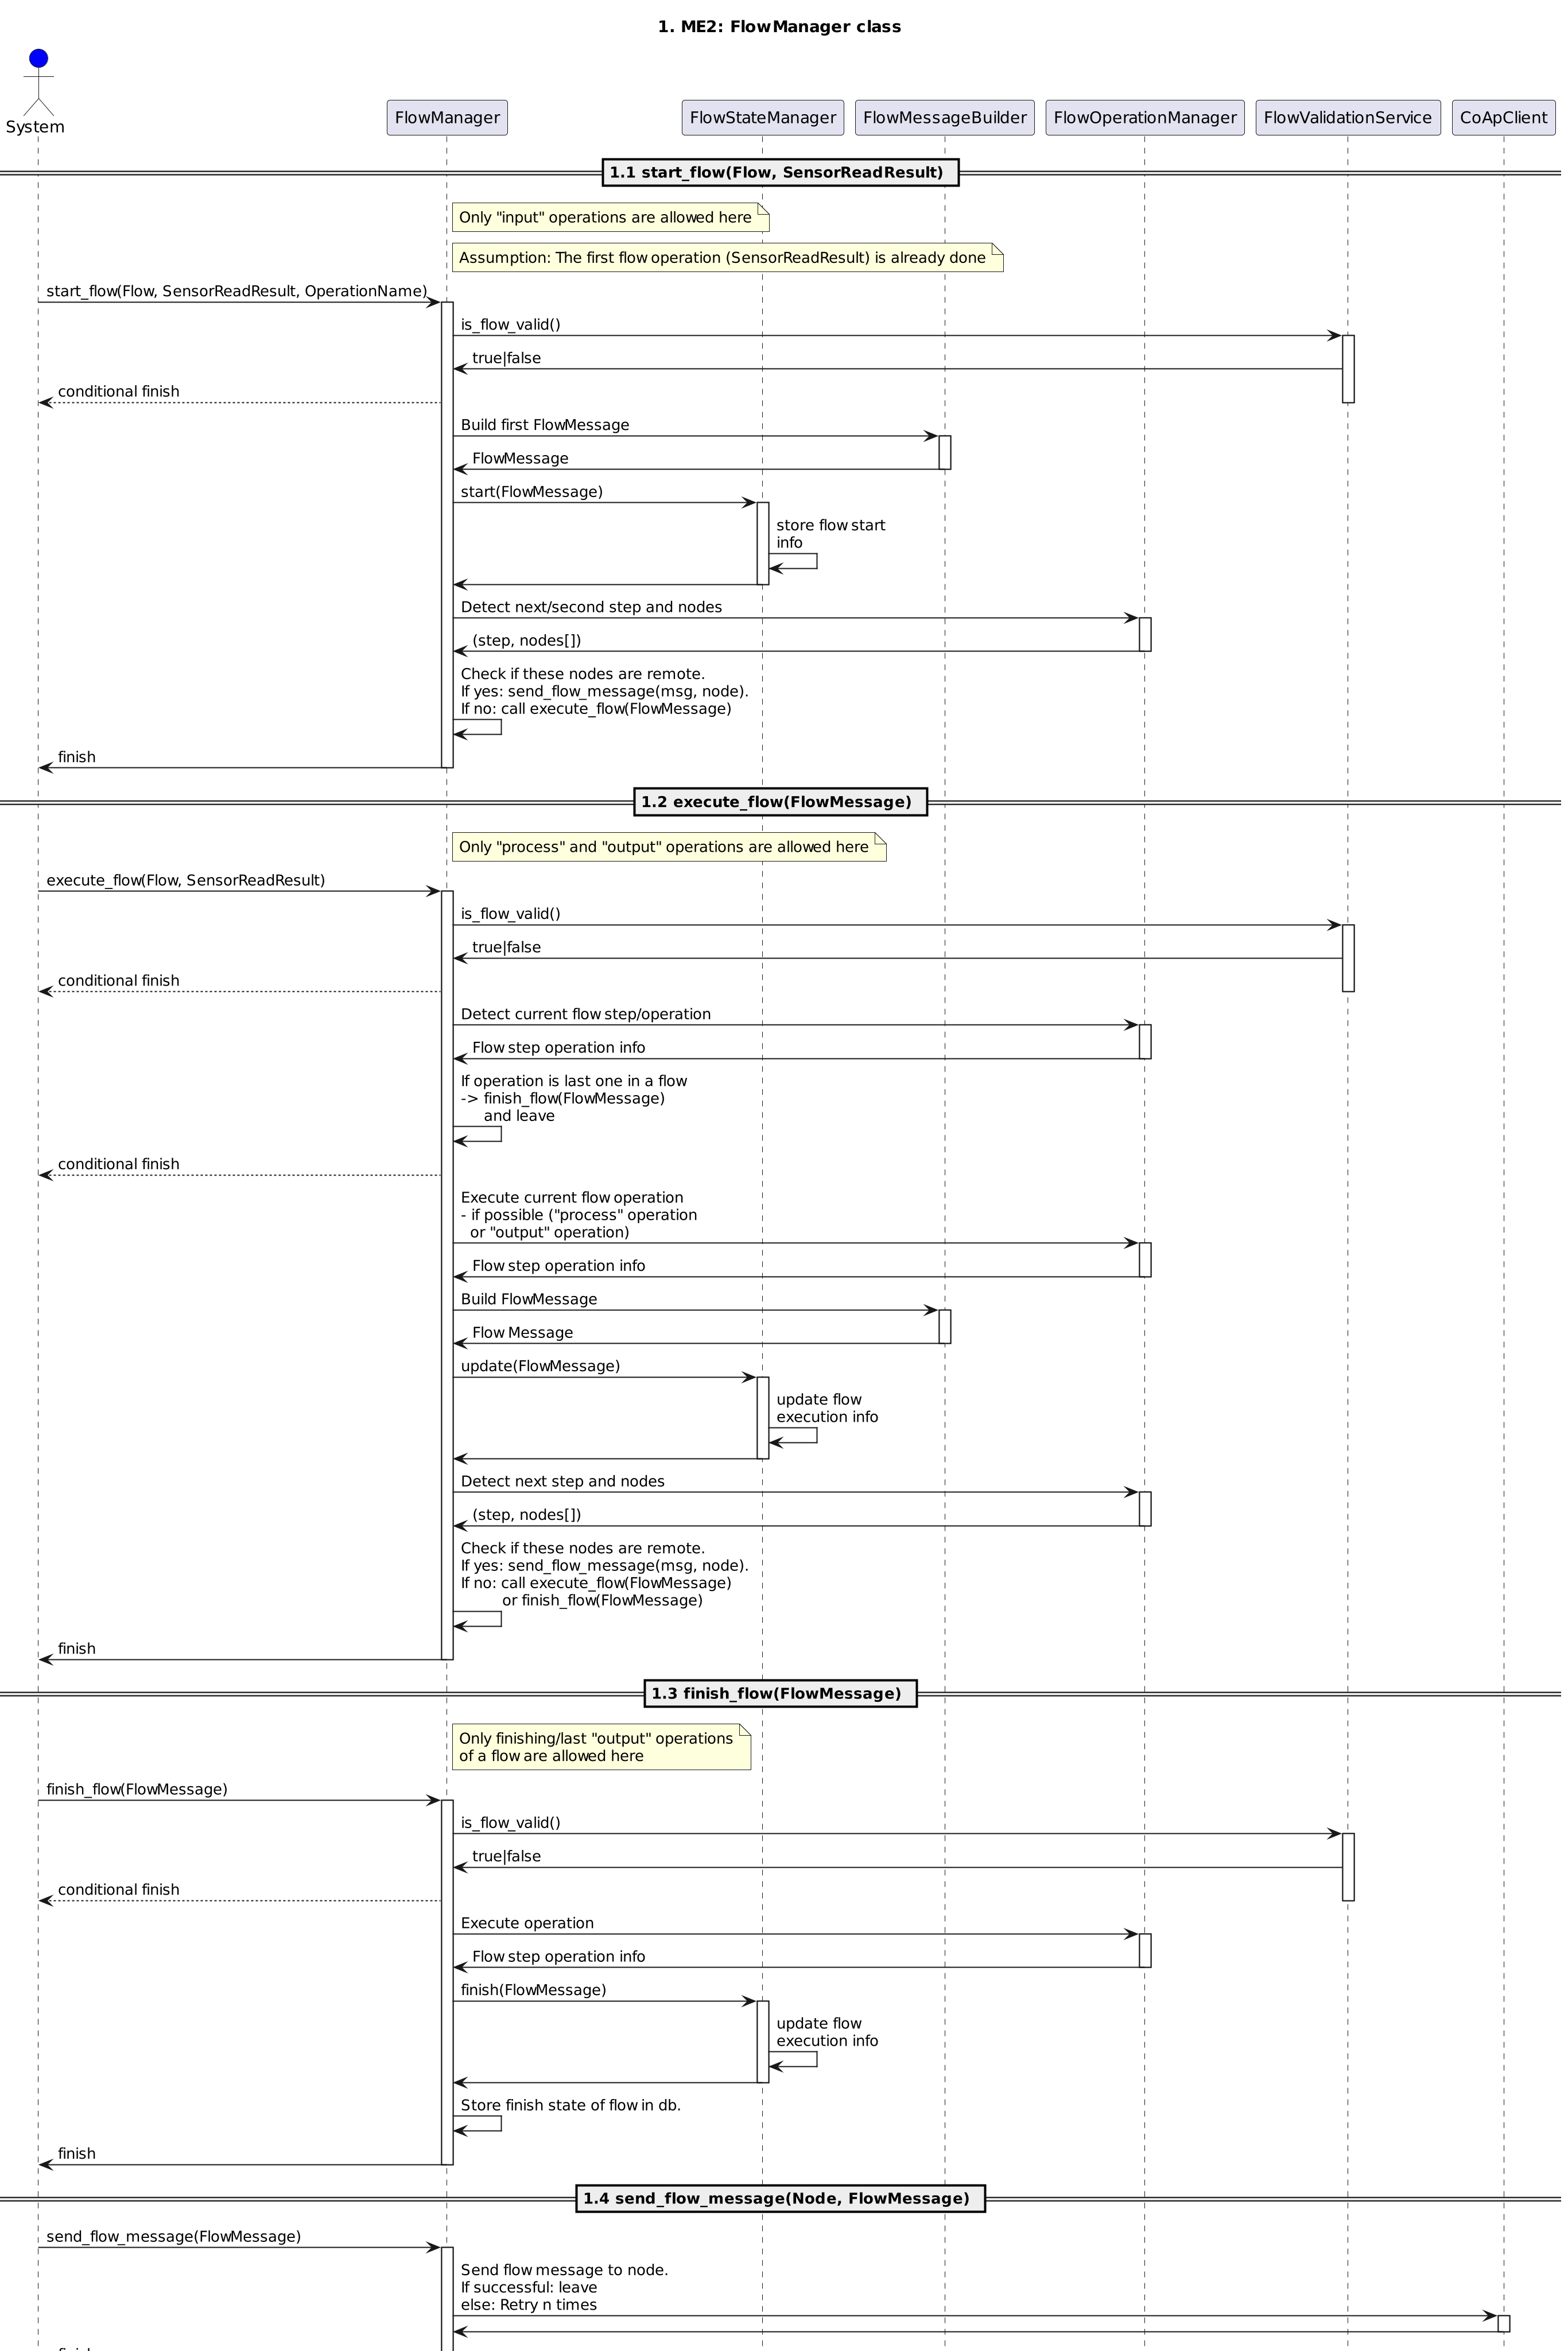 1. ME2: FlowManager class
System
FlowManager
FlowStateManager
FlowMessageBuilder
FlowOperationManager
FlowValidationService
CoApClient
1.1 start_flow(Flow, SensorReadResult)
Only "input" operations are allowed here
Assumption: The first flow operation (SensorReadResult) is already done
start_flow(Flow, SensorReadResult, OperationName)
is_flow_valid()
true|false
conditional finish
Build first FlowMessage
FlowMessage
start(FlowMessage)
store flow start
info
Detect next/second step and nodes
(step, nodes[])
Check if these nodes are remote.
If yes: send_flow_message(msg, node).
If no: call execute_flow(FlowMessage)
finish
1.2 execute_flow(FlowMessage)
Only "process" and "output" operations are allowed here
execute_flow(Flow, SensorReadResult)
is_flow_valid()
true|false
conditional finish
Detect current flow step/operation
Flow step operation info
If operation is last one in a flow
-> finish_flow(FlowMessage)
and leave
conditional finish
Execute current flow operation
- if possible ("process" operation
or "output" operation)
Flow step operation info
Build FlowMessage
Flow Message
update(FlowMessage)
update flow
execution info
Detect next step and nodes
(step, nodes[])
Check if these nodes are remote.
If yes: send_flow_message(msg, node).
If no: call execute_flow(FlowMessage)
or finish_flow(FlowMessage)
finish
1.3 finish_flow(FlowMessage)
Only finishing/last "output" operations
of a flow are allowed here
finish_flow(FlowMessage)
is_flow_valid()
true|false
conditional finish
Execute operation
Flow step operation info
finish(FlowMessage)
update flow
execution info
Store finish state of flow in db.
finish
1.4 send_flow_message(Node, FlowMessage)
send_flow_message(FlowMessage)
Send flow message to node.
If successful: leave
else: Retry n times